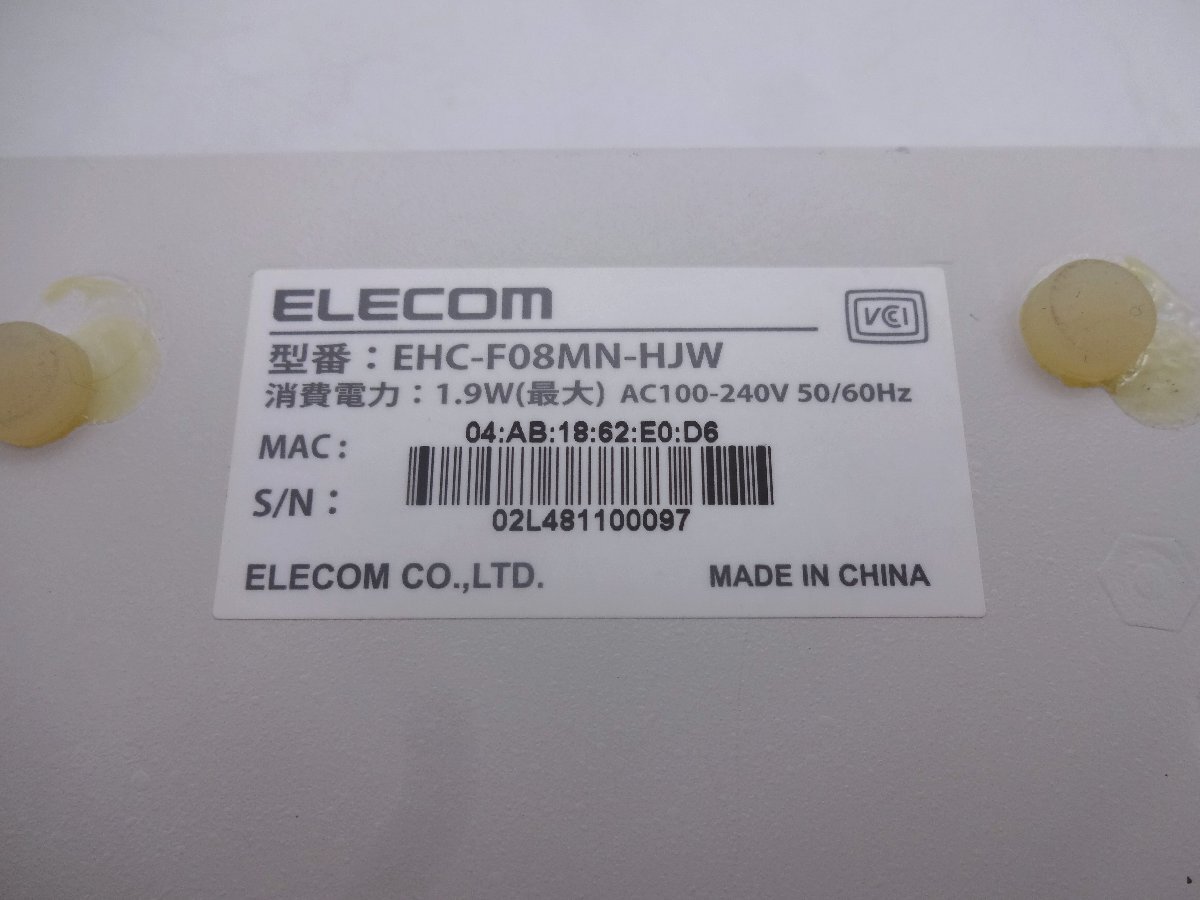 ELECOM
VCCI
型番：EHC-F08MN-HJW
消費電力：1.9W(最大) AC100-240V 50/60Hz
04:AB:18:62:E0:D6
MAC：
S/N：
02L481100097
ELECOM CO.,LTD.
MADE IN CHINA